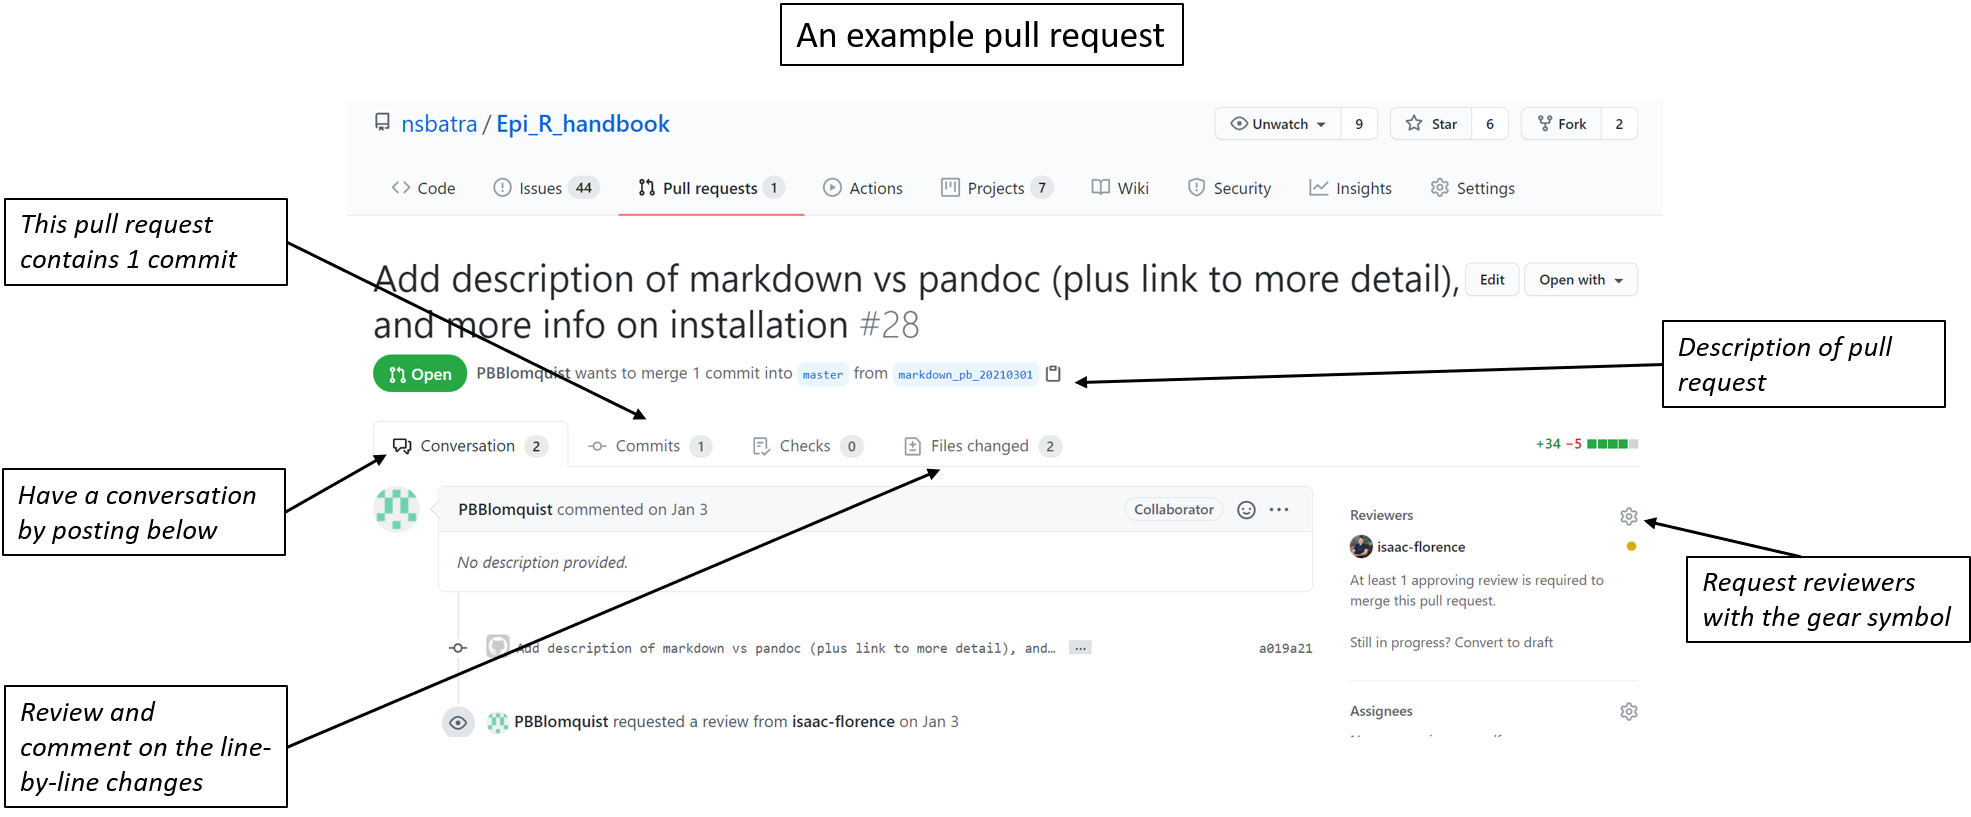 An example pull request
nsbatra / Epi_R_handbook
Unwatch 9 Star 6 Fork 2
Code Issues 44 Pull requests 1 Actions Projects 7 Wiki Security Insights Settings
This pull request
contains 1 commit
Add description of markdown vs pandoc (plus link to more detail),
and more info on installation #28
Edit Open with
Open PBBlomquist wants to merge 1 commit into master from markdown_pb_20210301
Description of pull
request
Conversation 2 Commits 1 Checks 0 Files changed 2
+34 −5
Have a conversation
by posting below
PBBlomquist commented on Jan 3
Collaborator
No description provided.
Reviewers
isaac-florence
At least 1 approving review is required to
merge this pull request.
Still in progress? Convert to draft
Request reviewers
with the gear symbol
Add description of markdown vs pandoc (plus link to more detail), and… ... a019a21
PBBlomquist requested a review from isaac-florence on Jan 3
Assignees
Review and
comment on the line-
by-line changes